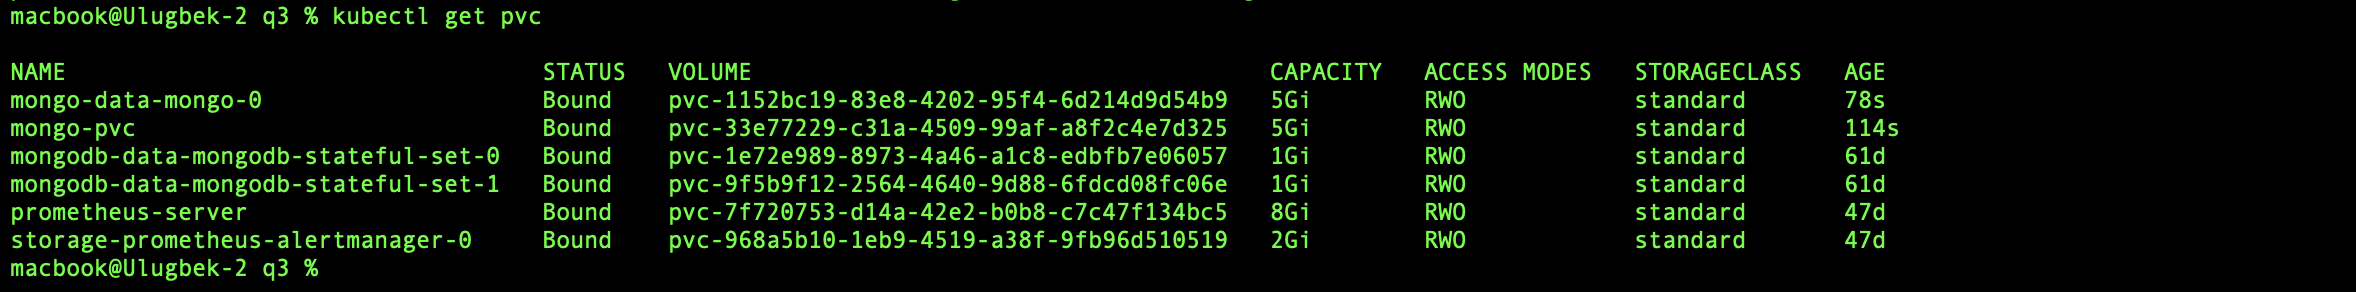 macbook@Ulugbek-2 q3 % kubectl get pvc
NAME STATUS VOLUME CAPACITY ACCESS MODES STORAGECLASS AGE
mongo-data-mongo-0 Bound pvc-1152bc19-83e8-4202-95f4-6d214d9d54b9 5Gi RWO standard 78s
mongo-pvc Bound pvc-33e77229-c31a-4509-99af-a8f2c4e7d325 5Gi RWO standard 114s
mongodb-data-mongodb-stateful-set-0 Bound pvc-1e72e989-8973-4a46-a1c8-edbfb7e06057 1Gi RWO standard 61d
mongodb-data-mongodb-stateful-set-1 Bound pvc-9f5b9f12-2564-4640-9d88-6fdcd08fc06e 1Gi RWO standard 61d
prometheus-server Bound pvc-7f720753-d14a-42e2-b0b8-c7c47f134bc5 8Gi RWO standard 47d
storage-prometheus-alertmanager-0 Bound pvc-968a5b10-1eb9-4519-a38f-9fb96d510519 2Gi RWO standard 47d
macbook@Ulugbek-2 q3 %